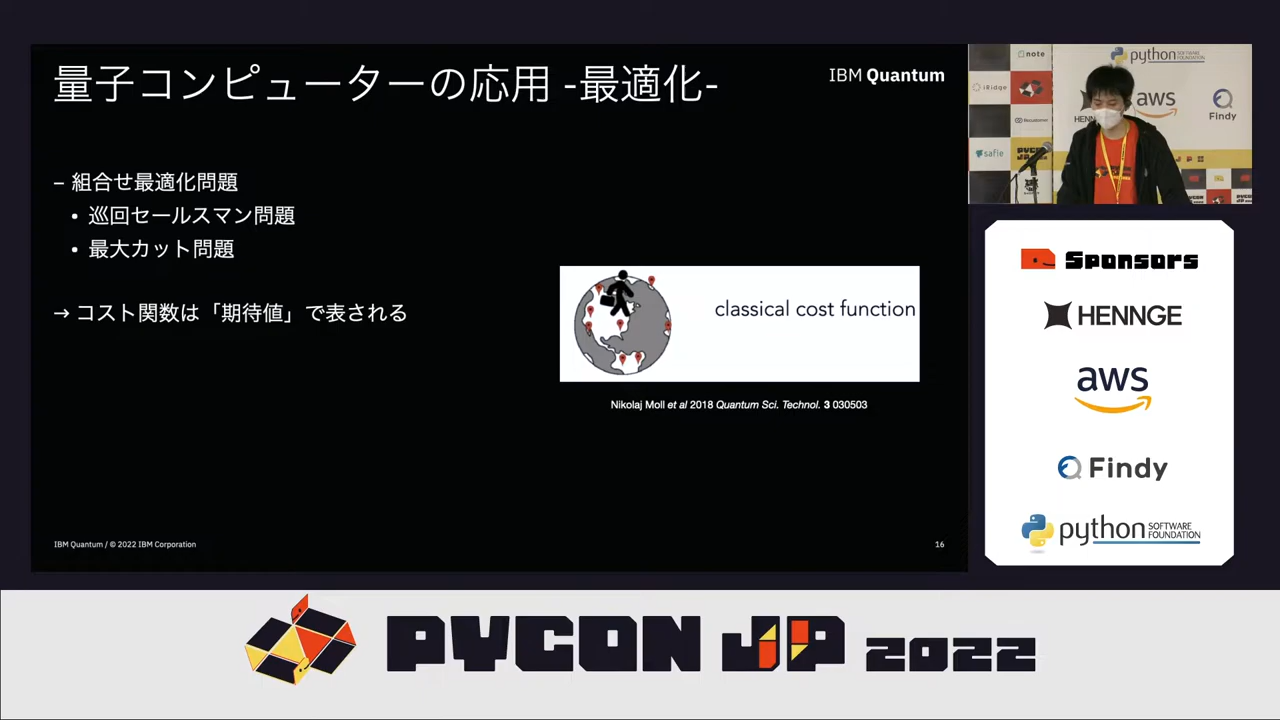 量子コンピューターの応用 -最適化-
IBM Quantum
– 組合せ最適化問題
• 巡回セールスマン問題
• 最大カット問題
→ コスト関数は「期待値」で表される
classical cost function
Nikolaj Moll et al 2018 Quantum Sci. Technol. 3 030503
IBM Quantum / © 2022 IBM Corporation
16
note
python SOFTWARE FOUNDATION
iRidge
aws
Findy
safie
Sponsors
HENNGE
aws
Findy
python SOFTWARE FOUNDATION
PYCON JP 2022